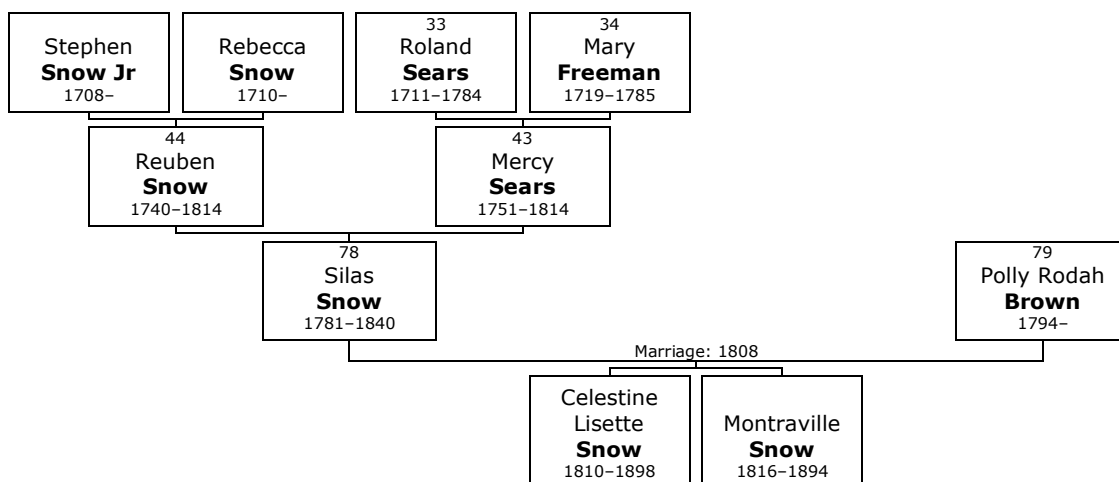 Stephen
Snow Jr
1708–
Rebecca
Snow
1710–
33
Roland
Sears
1711–1784
34
Mary
Freeman
1719–1785
44
Reuben
Snow
1740–1814
43
Mercy
Sears
1751–1814
78
Silas
Snow
1781–1840
79
Polly Rodah
Brown
1794–
Marriage: 1808
Celestine
Lisette
Snow
1810–1898
Montraville
Snow
1816–1894